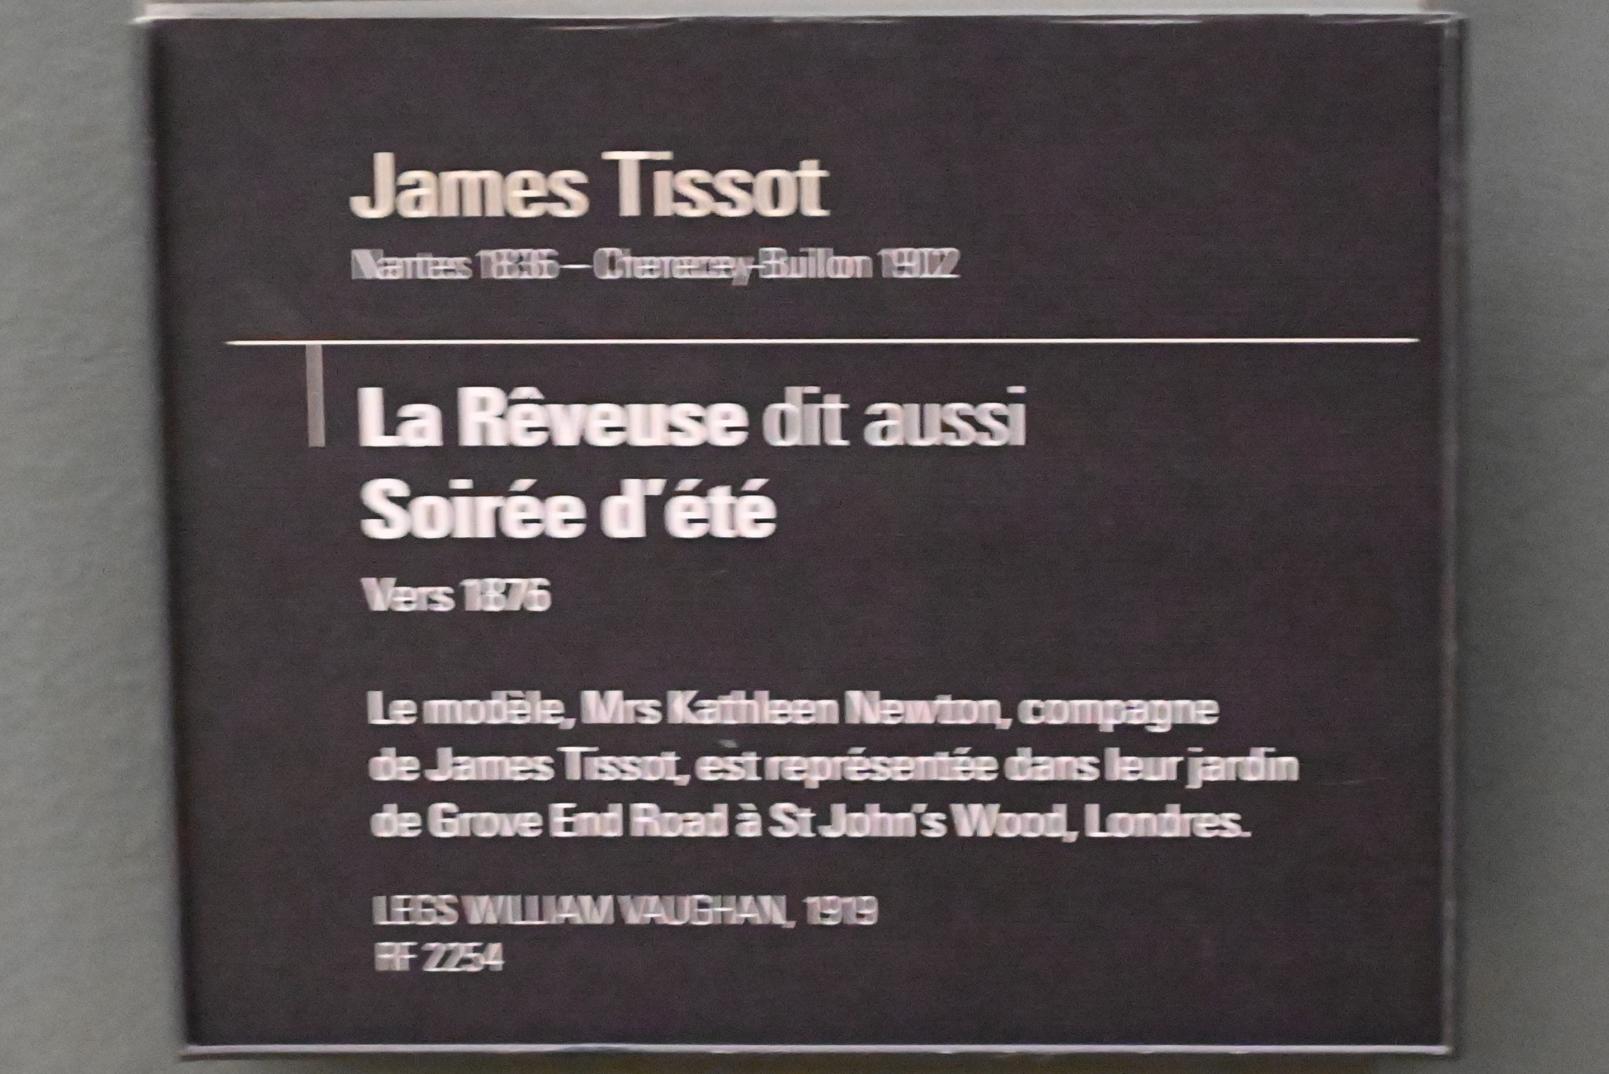 James Tissot
Nantes 1836 – Chenecey-Buillon 1902
La Rêveuse dit aussi
Soirée d'été
Vers 1876
Le modèle, Mrs Kathleen Newton, compagne
de James Tissot, est représentée dans leur jardin
de Grove End Road à St John's Wood, Londres.
LEGS WILLIAM VAUGHAN, 1919
RF 2254